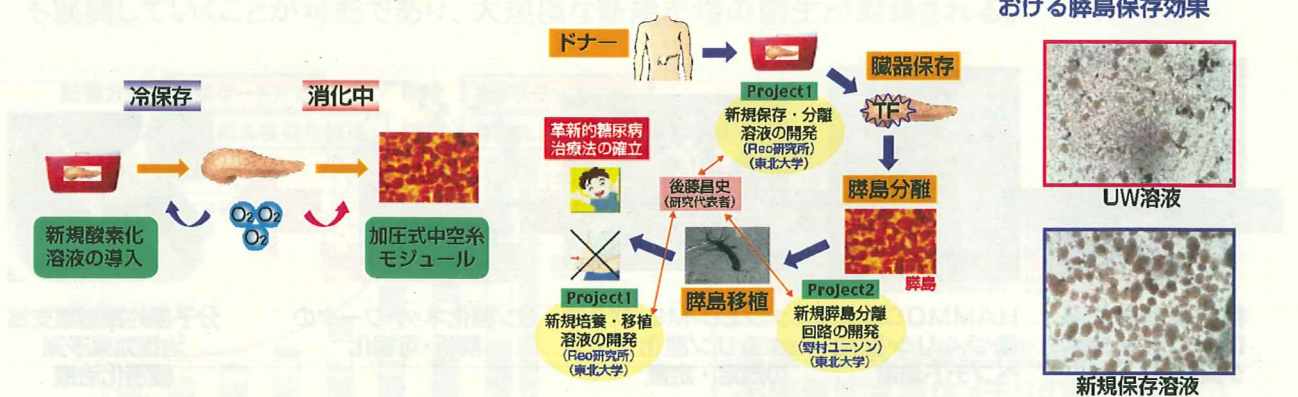 冷保存
消化中
O2 O2
O2
新規酸素化
溶液の導入
加圧式中空糸
モジュール
ドナー
臓器保存
TF
Project1
新規保存・分離
溶液の開発
(Reo研究所)
(東北大学)
革新的糖尿病
治療法の確立
後藤昌史
(研究代表者)
膵島分離
膵島
膵島移植
Project1
新規培養・移植
溶液の開発
(Reo研究所)
(東北大学)
Project2
新規膵島分離
回路の開発
(野村ユニソン)
(東北大学)
おける膵島保存効果
UW溶液
新規保存溶液